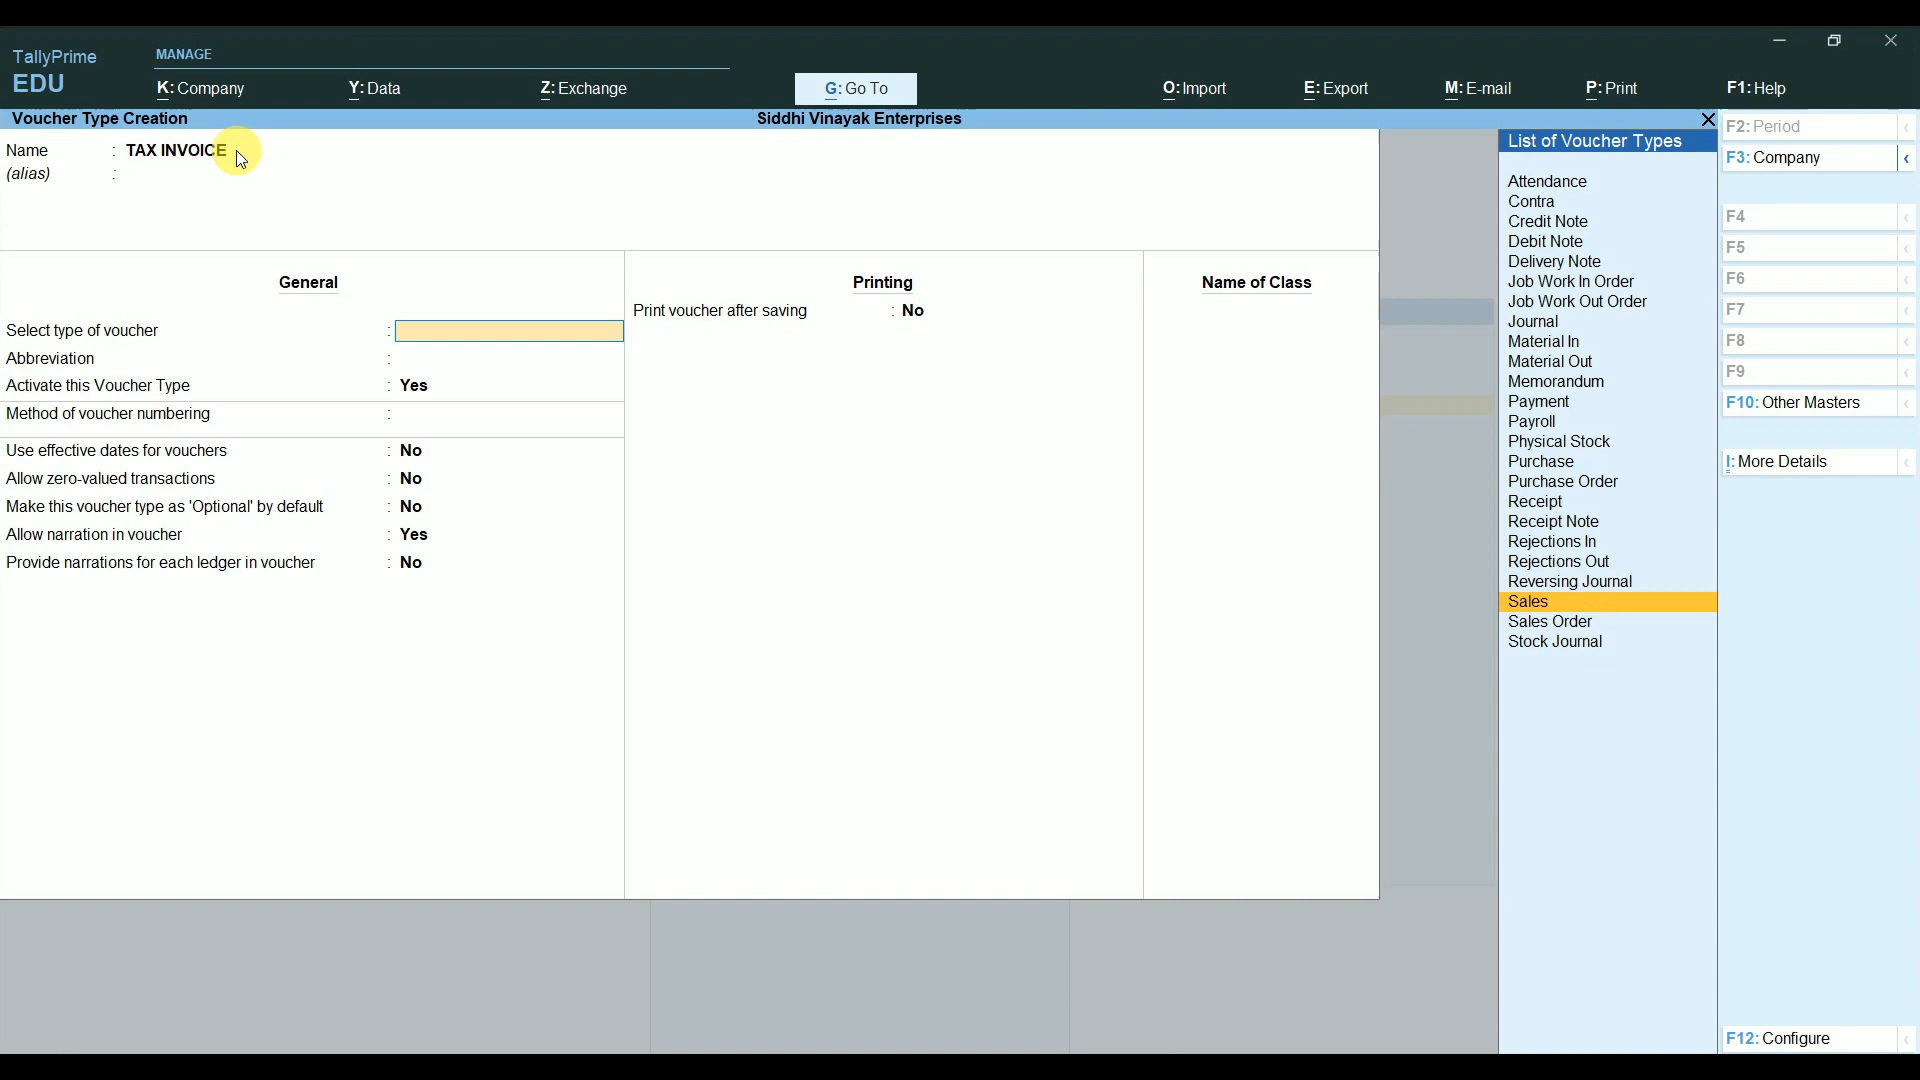 TallyPrime
EDU
MANAGE
K: Company
Y: Data
Z: Exchange
G: Go To
O: Import
E: Export
M: E-mail
P: Print
F1: Help
Voucher Type Creation
Siddhi Vinayak Enterprises
Name : TAX INVOICE
(alias) :
General
Select type of voucher :
Abbreviation :
Activate this Voucher Type : Yes
Method of voucher numbering :
Use effective dates for vouchers : No
Allow zero-valued transactions : No
Make this voucher type as 'Optional' by default : No
Allow narration in voucher : Yes
Provide narrations for each ledger in voucher : No
Printing
Print voucher after saving : No
Name of Class
List of Voucher Types
Attendance
Contra
Credit Note
Debit Note
Delivery Note
Job Work In Order
Job Work Out Order
Journal
Material In
Material Out
Memorandum
Payment
Payroll
Physical Stock
Purchase
Purchase Order
Receipt
Receipt Note
Rejections In
Rejections Out
Reversing Journal
Sales
Sales Order
Stock Journal
F2: Period
F3: Company
F4
F5
F6
F7
F8
F9
F10: Other Masters
I: More Details
F12: Configure